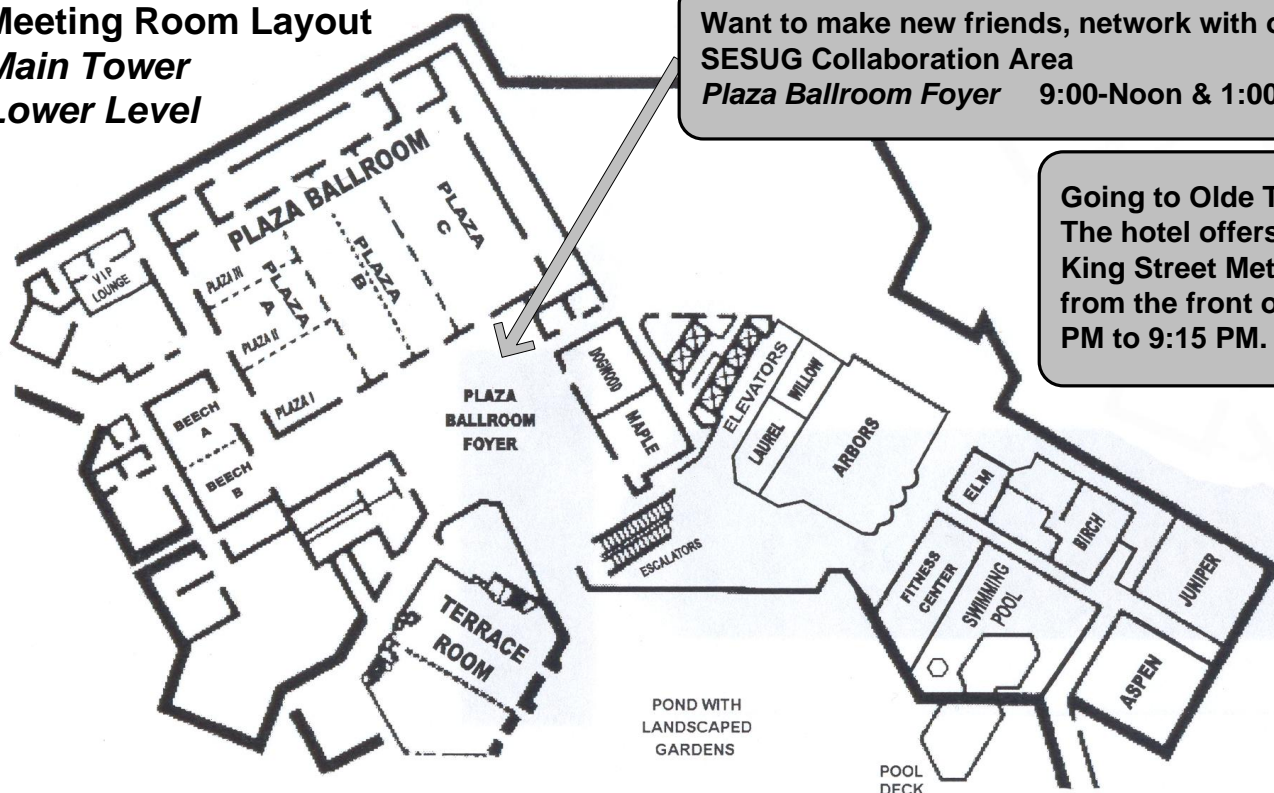 Meeting Room Layout
Main Tower
Lower Level
Want to make new friends, network with
SESUG Collaboration Area
Plaza Ballroom Foyer 9:00-Noon & 1:00
Going to Olde
The hotel offers
King Street
from the front
PM to 9:15 PM.
PLAZA BALLROOM
PLAZA C
PLAZA B
PLAZA A
PLAZA III
PLAZA II
PLAZA I
VIP
LOUNGE
BEECH
A
BEECH
B
PLAZA
BALLROOM
FOYER
DOGWOOD
MAPLE
ELEVATORS
WILLOW
LAUREL
ARBORS
ESCALATORS
ELM
BIRCH
JUNIPER
FITNESS
CENTER
SWIMMING
POOL
ASPEN
TERRACE
ROOM
POND WITH
LANDSCAPED
GARDENS
POOL
DECK